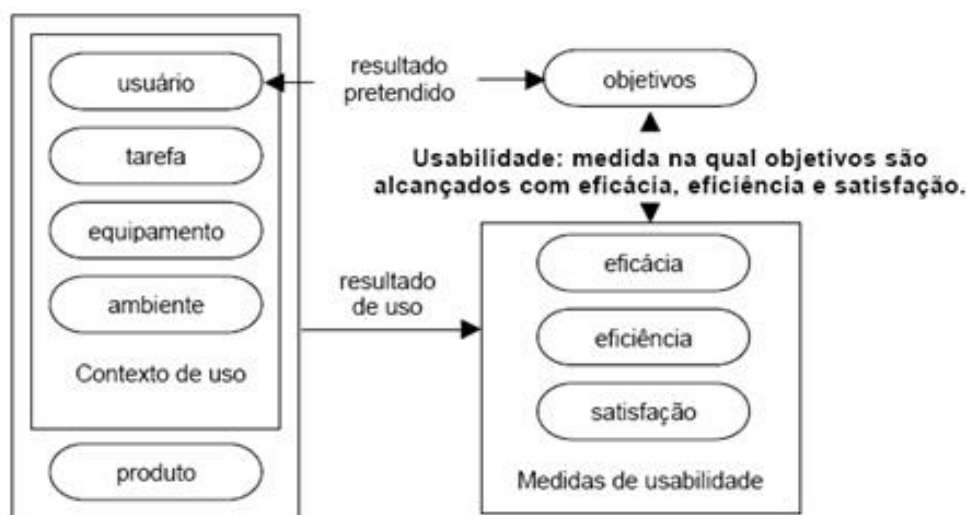 usuário
tarefa
equipamento
ambiente
Contexto de uso
produto
resultado
pretendido
objetivos
Usabilidade: medida na qual objetivos são
alcançados com eficácia, eficiência e satisfação.
resultado
de uso
eficácia
eficiência
satisfação
Medidas de usabilidade